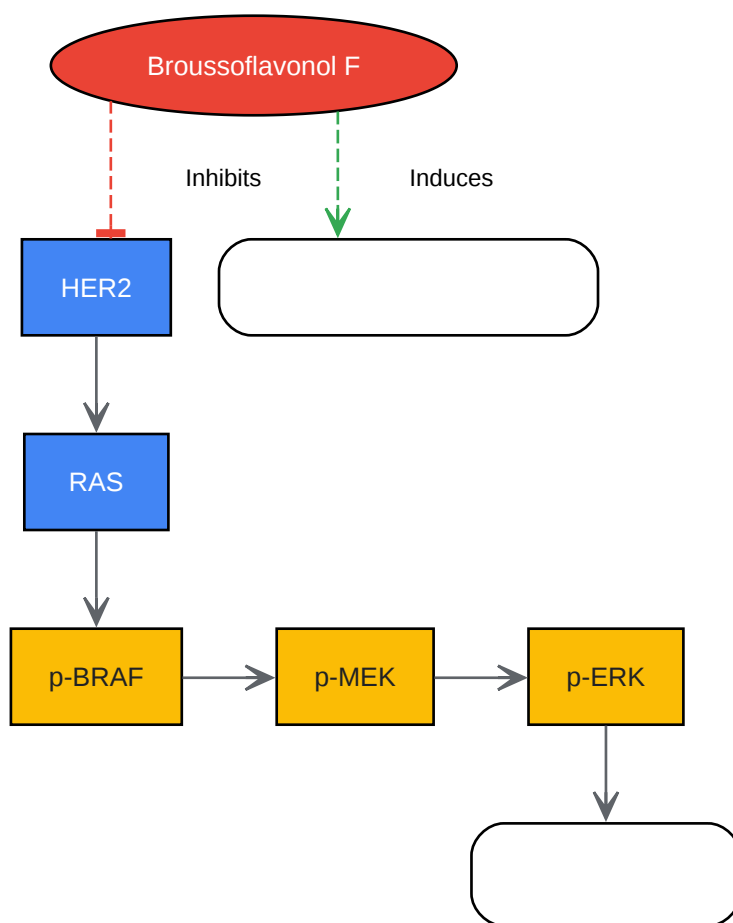 Broussoflavonol F
Inhibits
Induces
HER2
RAS
p-BRAF
p-MEK
p-ERK